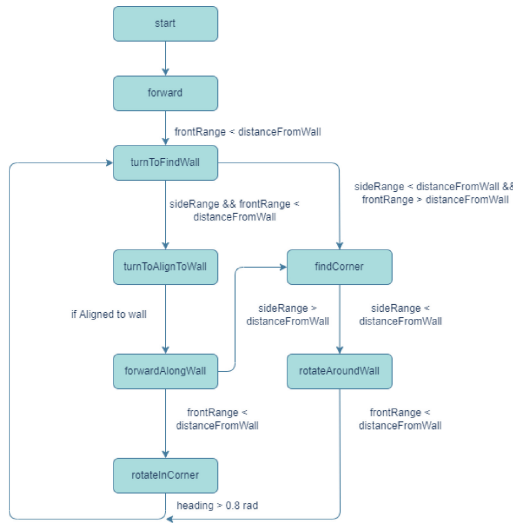 start
forward
frontRange < distanceFromWall
turnToFindWall
sideRange < distanceFromWall &&
frontRange > distanceFromWall
sideRange && frontRange <
distanceFromWall
turnToAlignToWall
findCorner
if Aligned to wall
sideRange >
distanceFromWall
sideRange <
distanceFromWall
forwardAlongWall
rotateAroundWall
frontRange <
distanceFromWall
frontRange <
distanceFromWall
rotateInCorner
heading > 0.8 rad